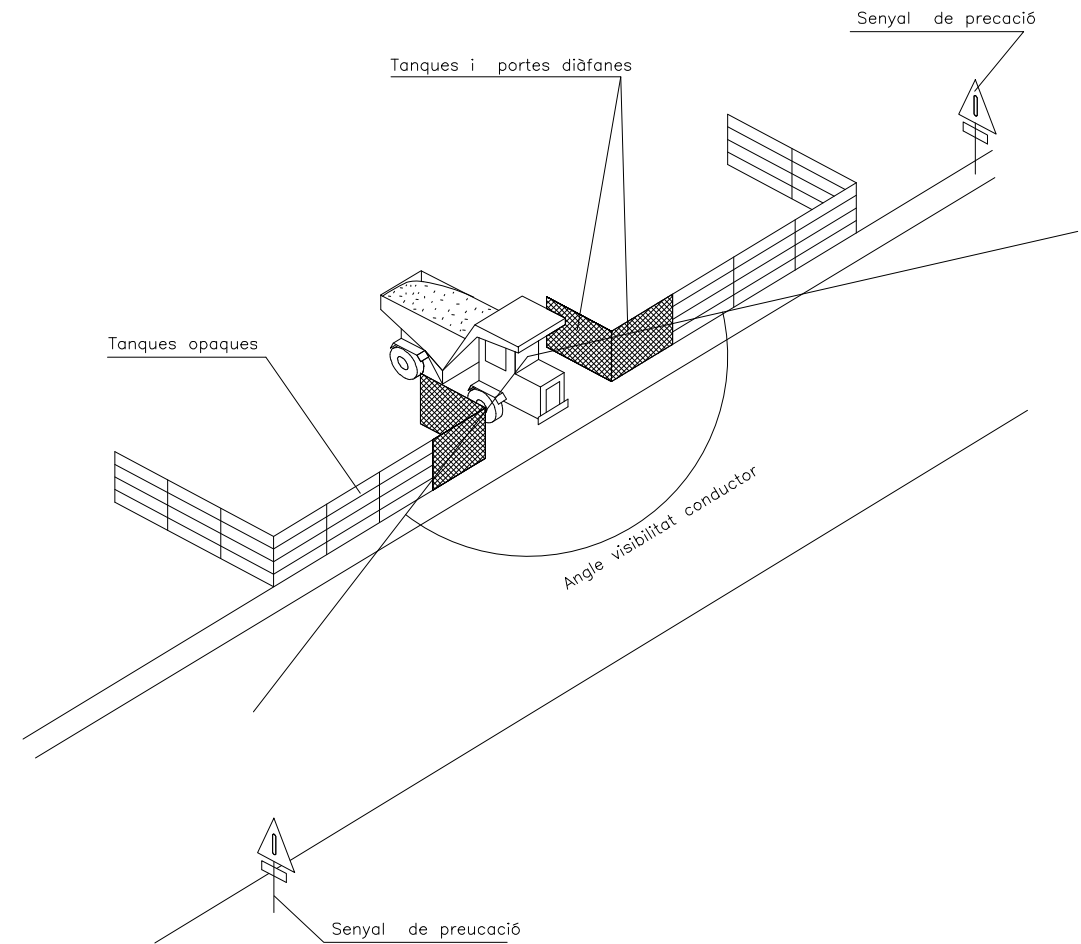 Senyal de precació
Tanques i portes diàfanes
Tanques opaques
Angle visibilitat conductor
Senyal de preucació